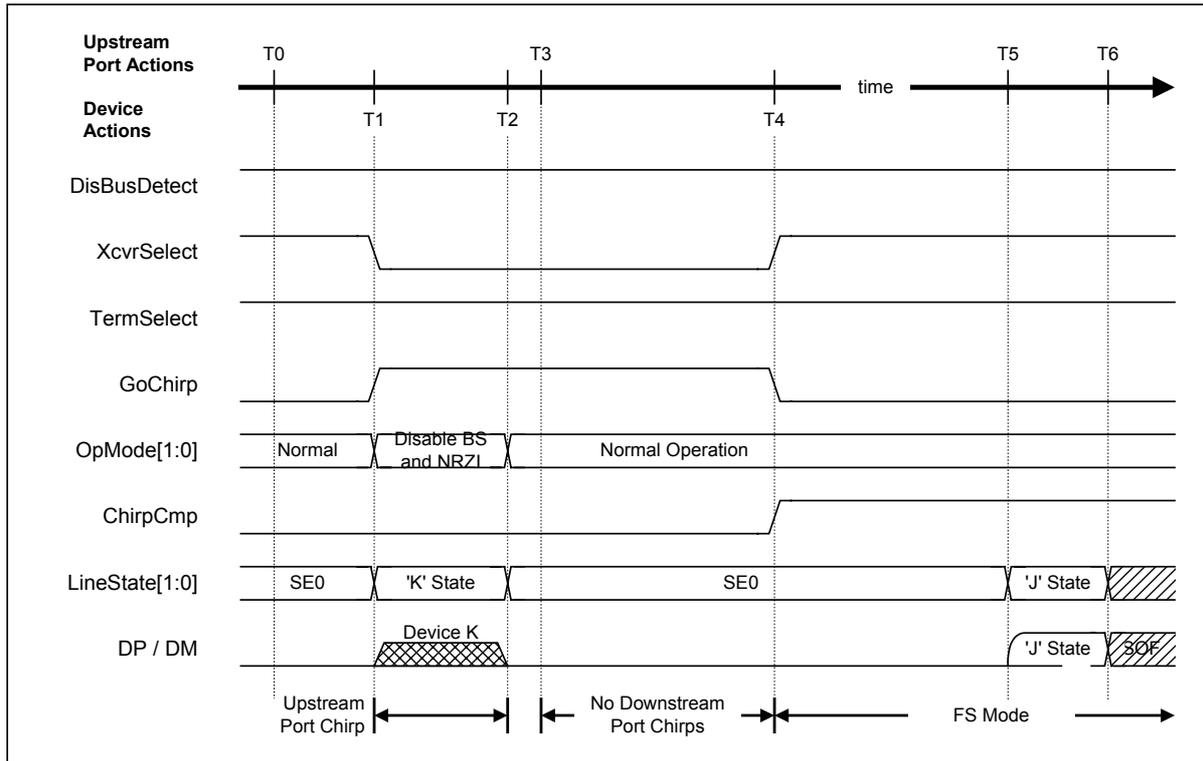 Upstream
Port Actions
T0
T3
T5
T6
time
Device
Actions
T1
T2
T4
DisBusDetect
XcvrSelect
TermSelect
GoChirp
OpMode[1:0]
Normal
Disable BS
and NRZI
Normal Operation
ChirpCmp
LineState[1:0]
SE0
'K' State
SE0
'J' State
DP / DM
Device K
'J' State
SOF
Upstream
Port Chirp
No Downstream
Port Chirps
FS Mode